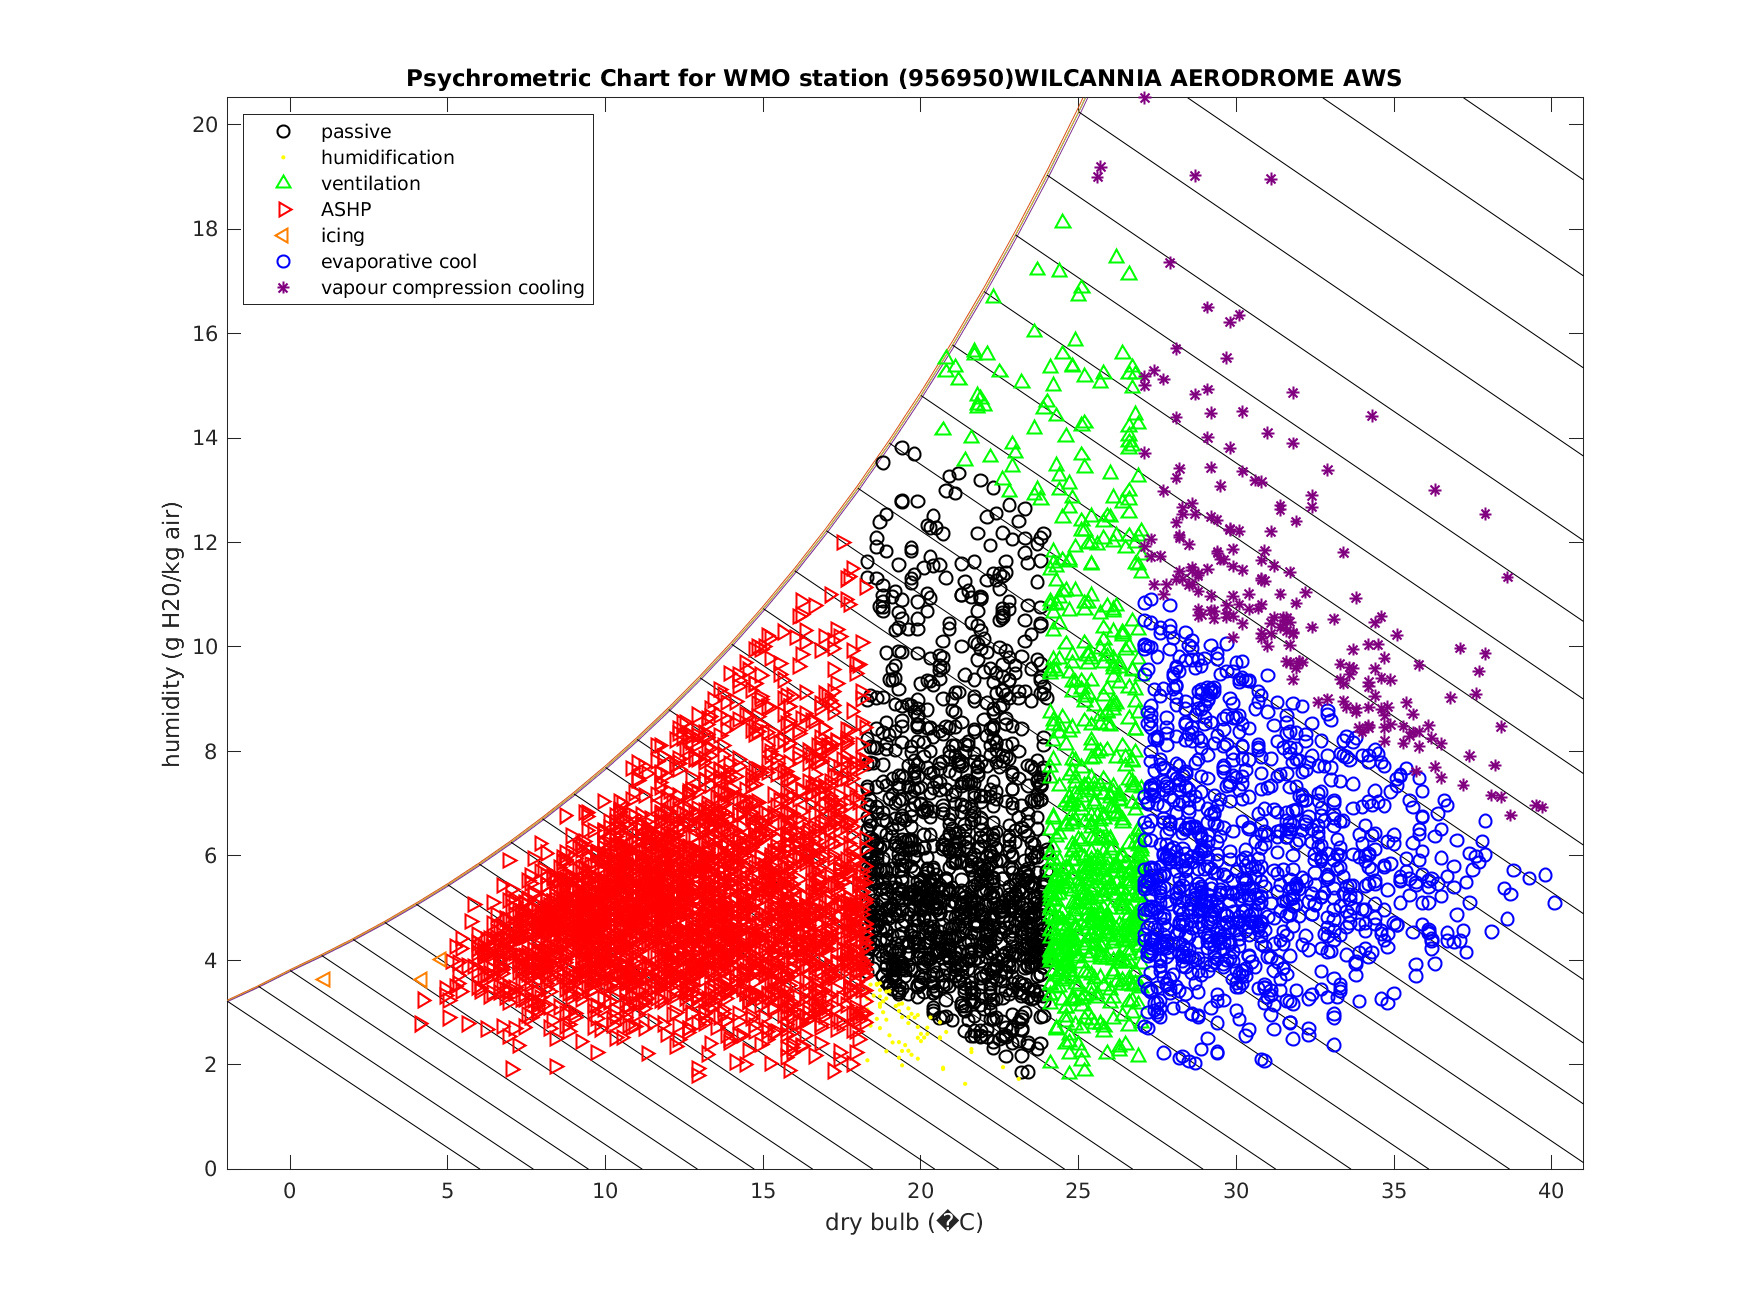 Psychrometric Chart for WMO station (956950)WILCANNIA AERODROME AWS
passive
humidification
ventilation
ASHP
icing
evaporative cool
vapour compression cooling
humidity (g H20/kg air)
20
18
16
14
12
10
8
6
4
2
0
0 5 10 15 20 25 30 35 40
dry bulb (�C)